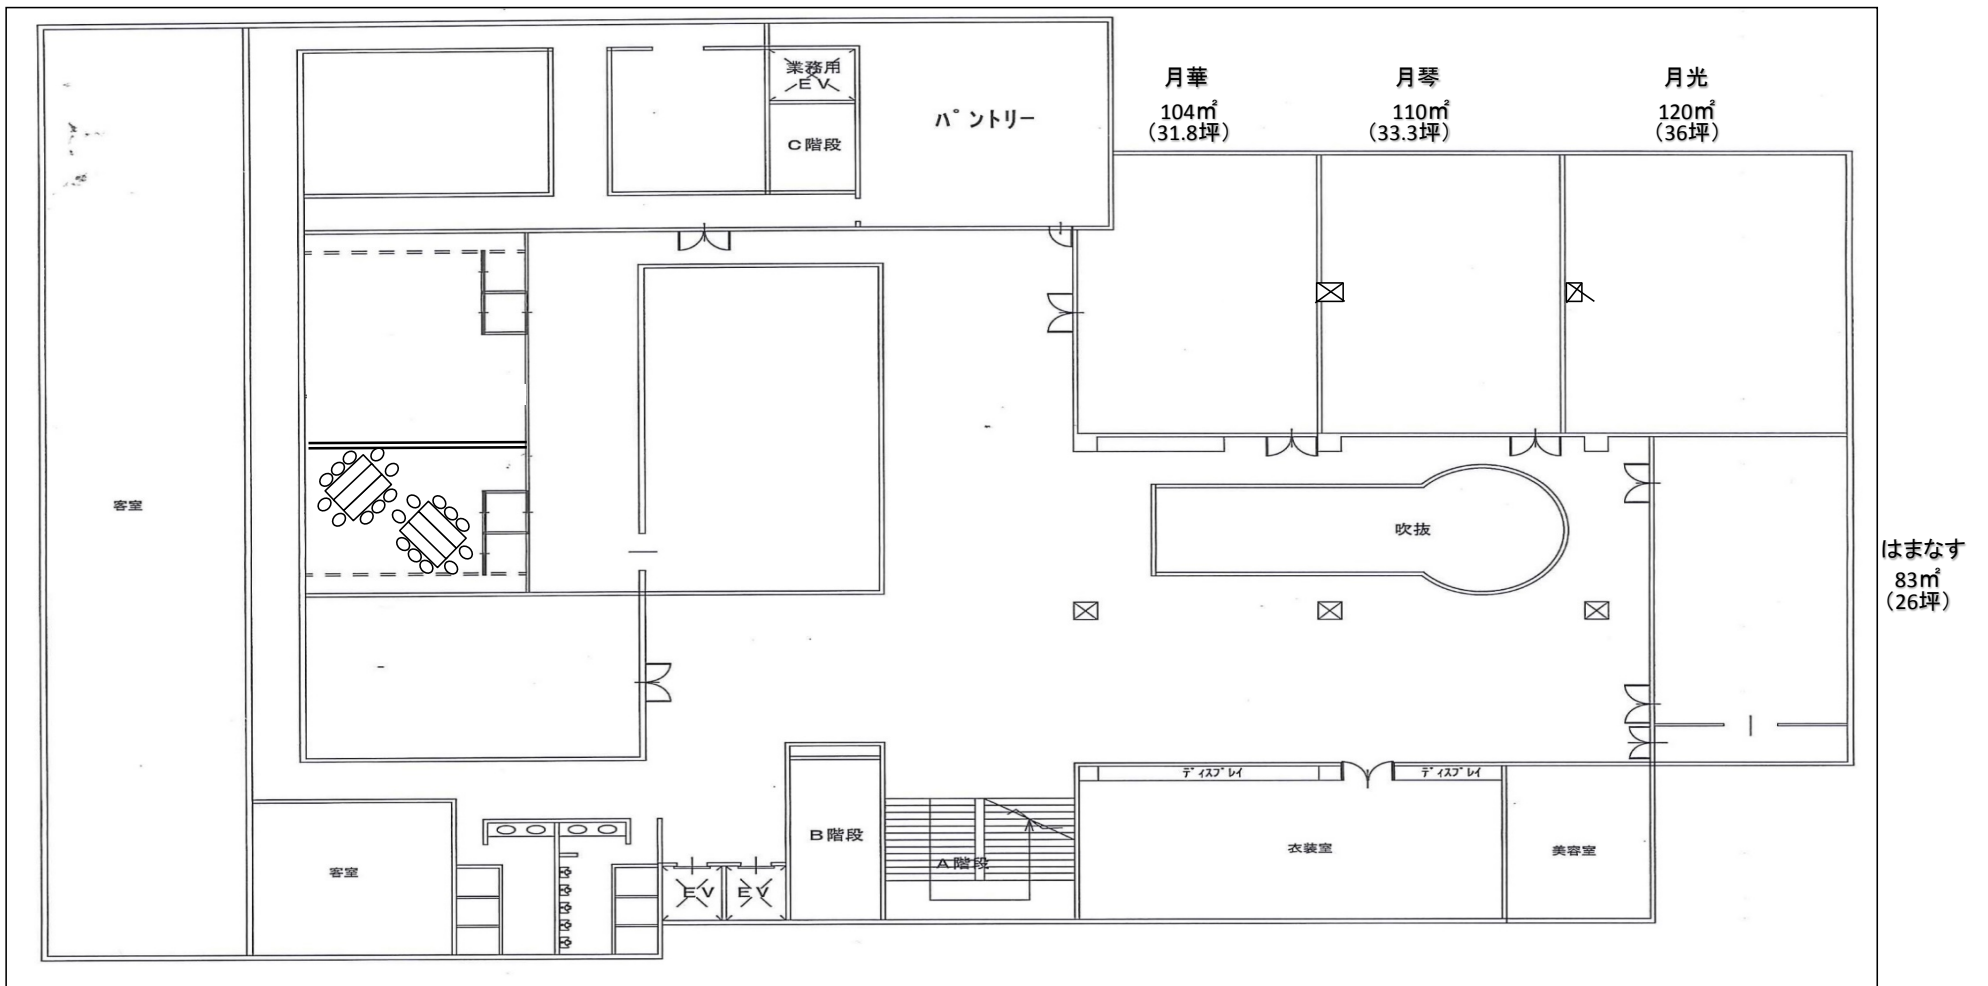 月華
104㎡
（31.8坪）
月琴
110㎡
（33.3坪）
月光
120㎡
（36坪）
業務用
EV
C階段
パントリー
客室
吹抜
はまなす
83㎡
（26坪）
ディスプレイ
ディスプレイ
B階段
A階段
衣装室
美容室
客室
EV
EV